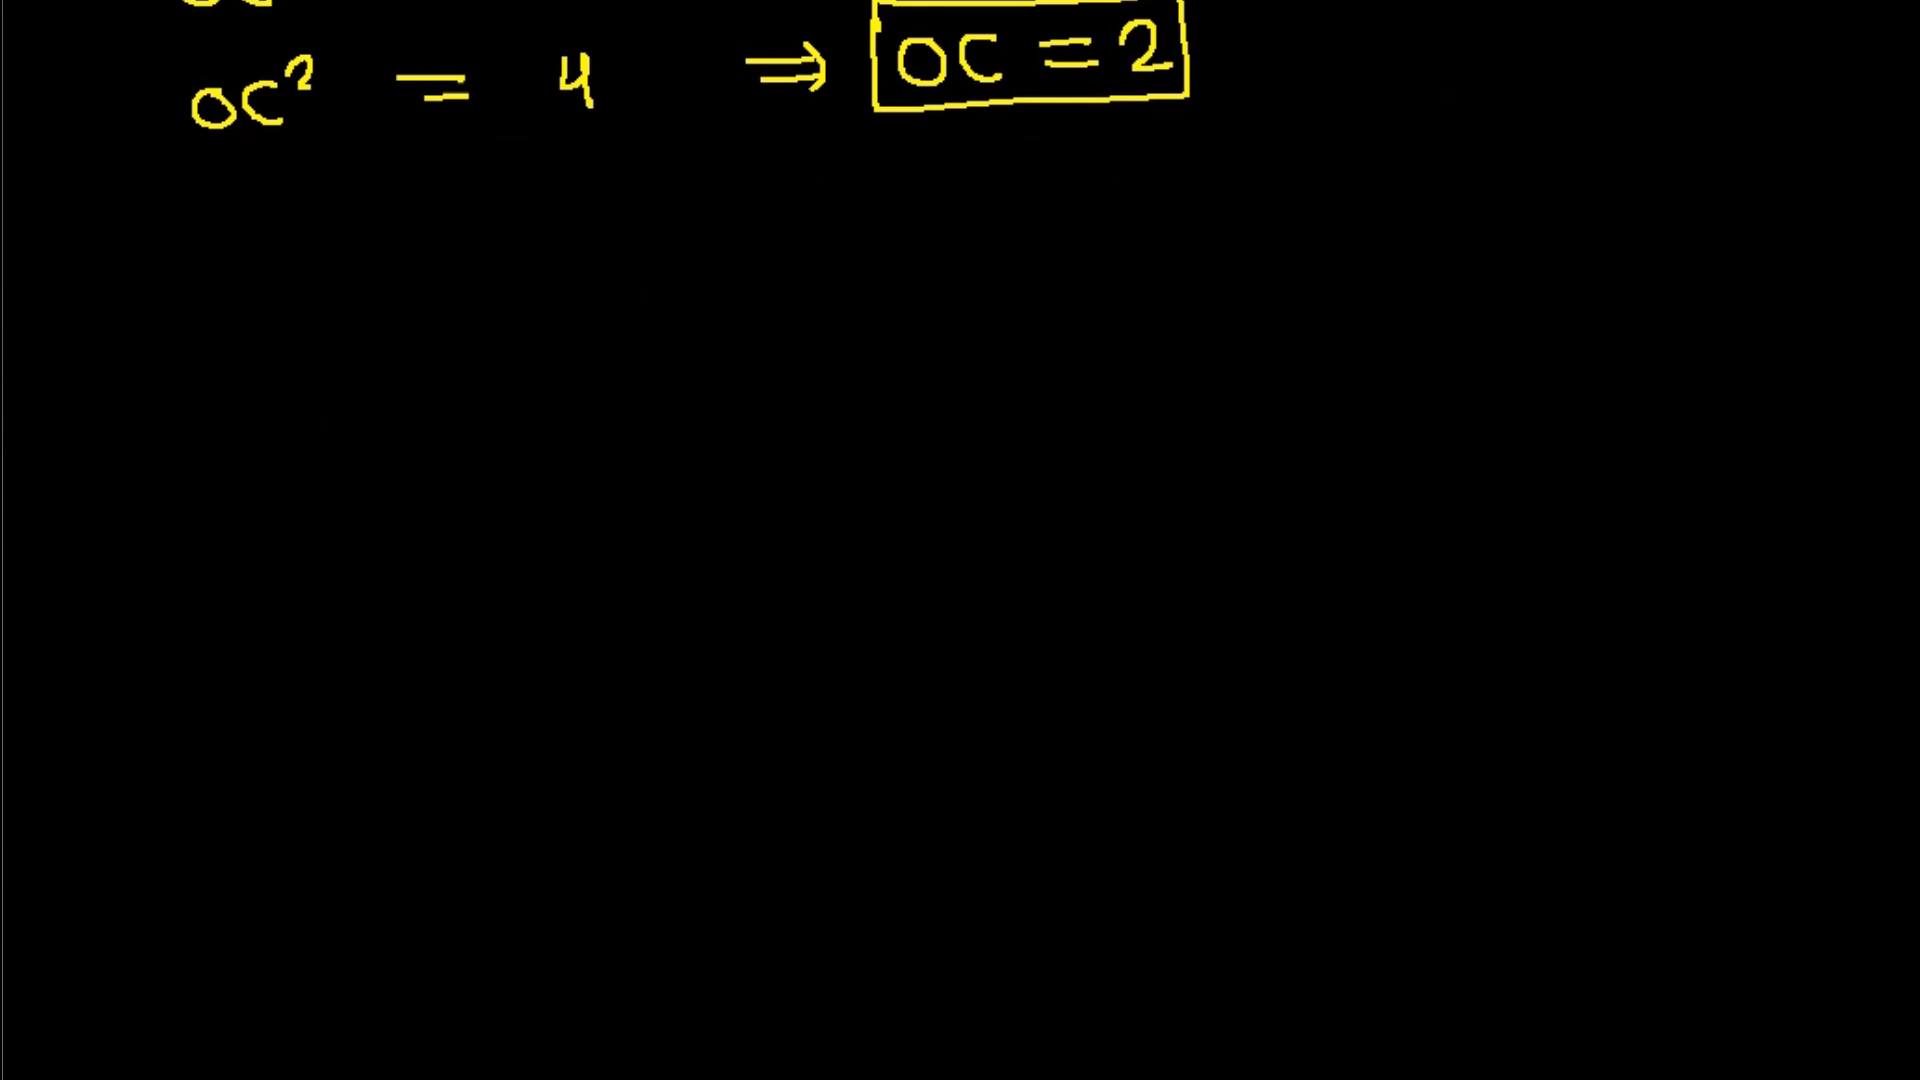 OC² = 4 ⇒ OC = 2